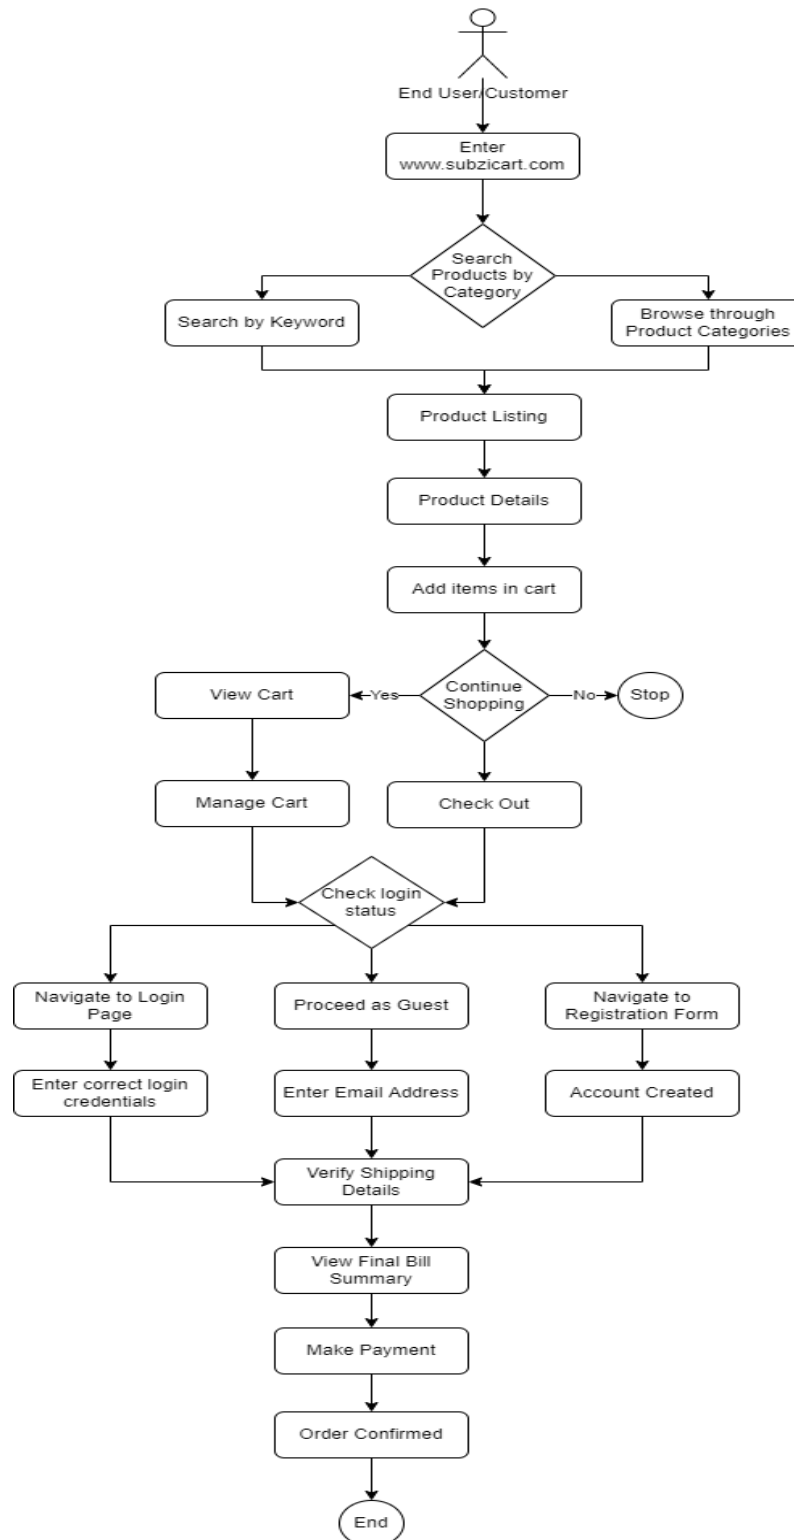 End User/Customer
Enter
www.subzicart.com
Search
Products by
Category
Search by Keyword
Browse through
Product Categories
Product Listing
Product Details
Add items in cart
View Cart
Yes
Continue
Shopping
No
Stop
Manage Cart
Check Out
Check login
status
Navigate to Login
Page
Proceed as Guest
Navigate to
Registration Form
Enter correct login
credentials
Enter Email Address
Account Created
Verify Shipping
Details
View Final Bill
Summary
Make Payment
Order Confirmed
End